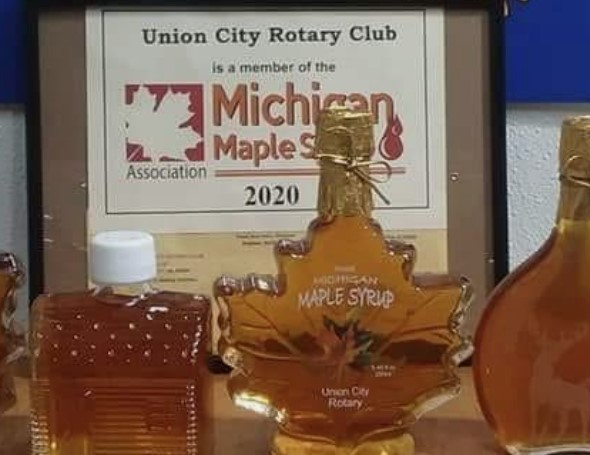 Union City Rotary Club
is a member of the
Michigan
Maple S
Association
2020
MICHIGAN
MAPLE SYRUP
Union City
Rotary